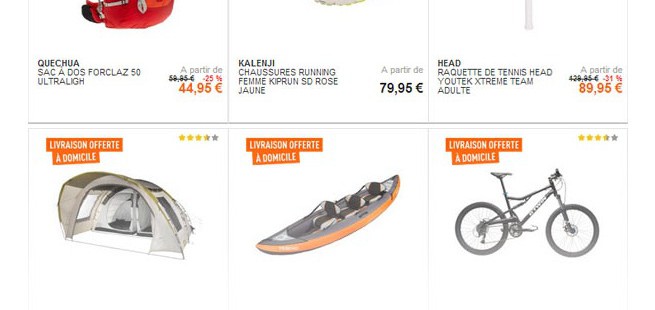 QUECHUA
SAC À DOS FORCLAZ 50
ULTRALIGH
A partir de
59,95 € -25 %
44,95 €
KALENJI
CHAUSSURES RUNNING
FEMME KIPRUN SD ROSE
JAUNE
A partir de
79,95 €
HEAD
RAQUETTE DE TENNIS HEAD
YOUTEK XTREME TEAM
ADULTE
A partir de
129,95 € -31 %
89,95 €
LIVRAISON OFFERTE
À DOMICILE
LIVRAISON OFFERTE
À DOMICILE
LIVRAISON OFFERTE
À DOMICILE